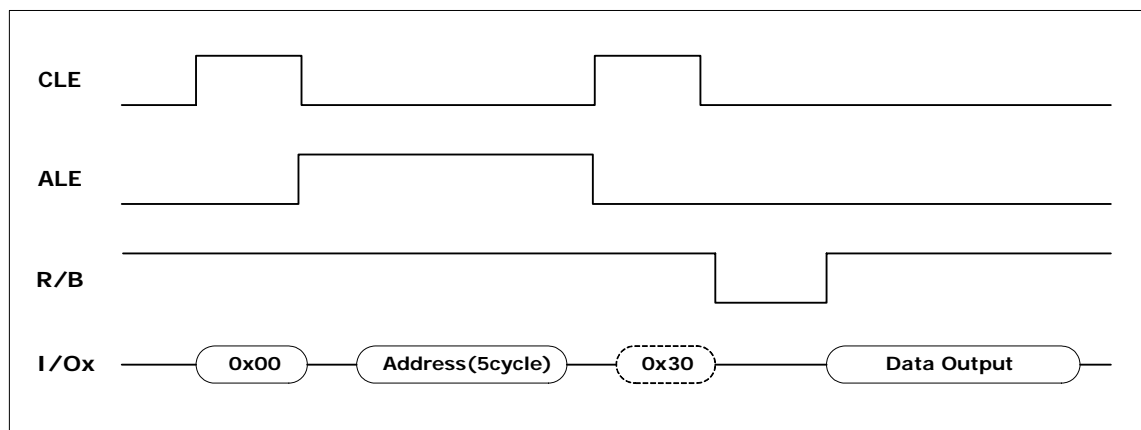 CLE
ALE
R/B
I/Ox 0x00 Address(5cycle) 0x30 Data Output